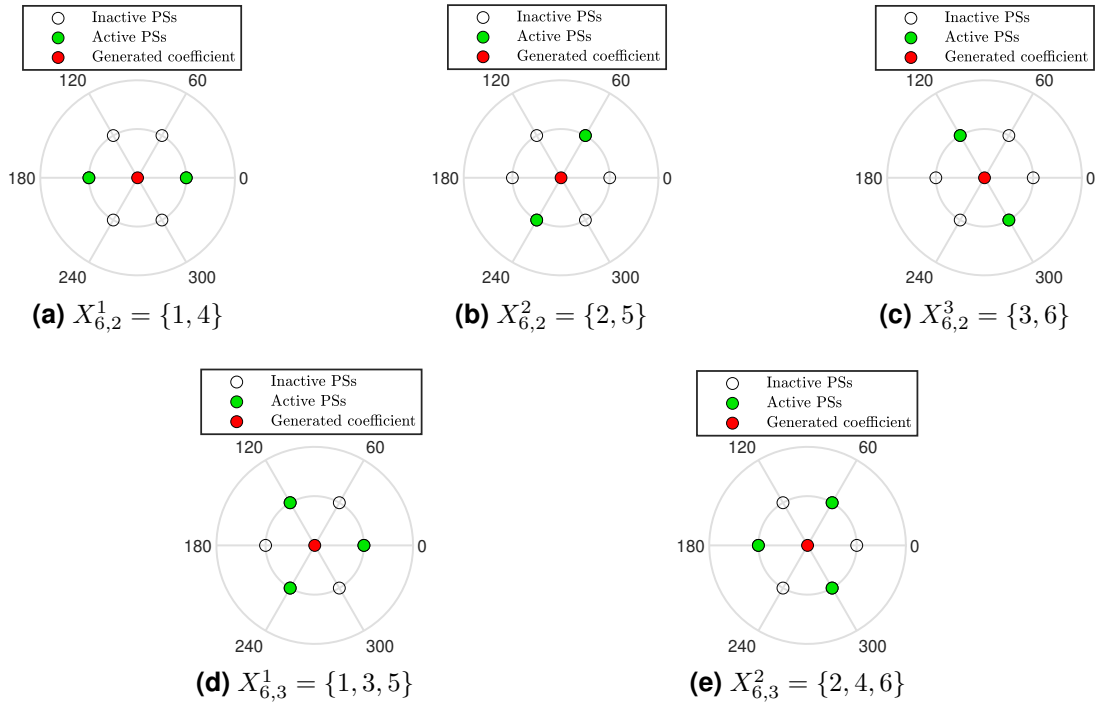 Inactive PSs
Active PSs
Generated coefficient
120 60
180 0
240 300
(a) $X_{6,2}^{1} = \{1, 4\}$
Inactive PSs
Active PSs
Generated coefficient
120 60
180 0
240 300
(b) $X_{6,2}^{2} = \{2, 5\}$
Inactive PSs
Active PSs
Generated coefficient
120 60
180 0
240 300
(c) $X_{6,2}^{3} = \{3, 6\}$
Inactive PSs
Active PSs
Generated coefficient
120 60
180 0
240 300
(d) $X_{6,3}^{1} = \{1, 3, 5\}$
Inactive PSs
Active PSs
Generated coefficient
120 60
180 0
240 300
(e) $X_{6,3}^{2} = \{2, 4, 6\}$